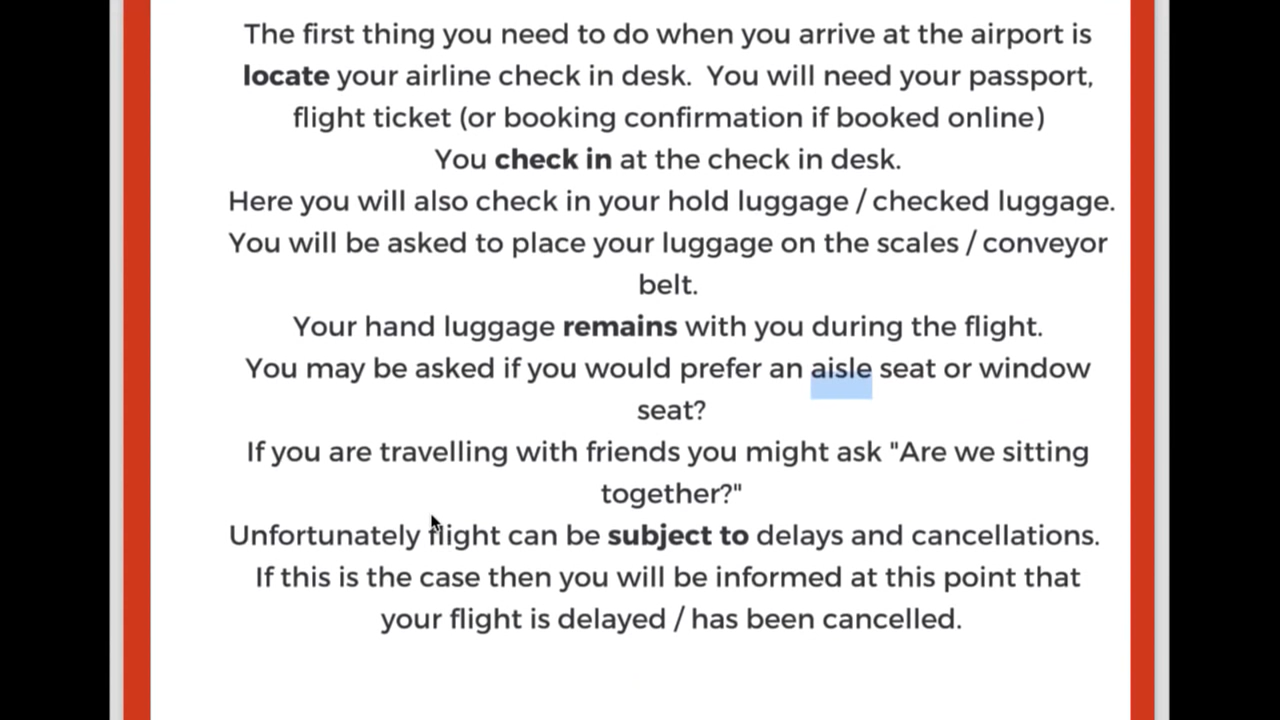 The first thing you need to do when you arrive at the airport is
locate your airline check in desk.  You will need your passport,
flight ticket (or booking confirmation if booked online)
You check in at the check in desk.
Here you will also check in your hold luggage / checked luggage.
You will be asked to place your luggage on the scales / conveyor
belt.
Your hand luggage remains with you during the flight.
You may be asked if you would prefer an aisle seat or window
seat?
If you are travelling with friends you might ask "Are we sitting
together?"
Unfortunately flight can be subject to delays and cancellations.
If this is the case then you will be informed at this point that
your flight is delayed / has been cancelled.